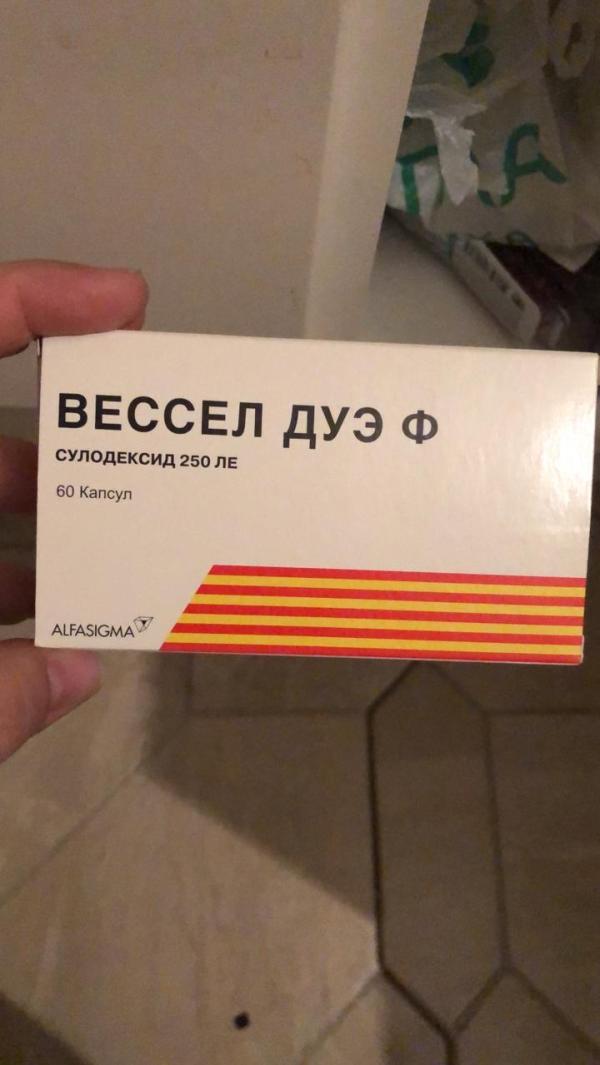 ВЕССЕЛ ДУЭ Ф
СУЛОДЕКСИД 250 ЛЕ
60 Капсул
ALFASIGMA